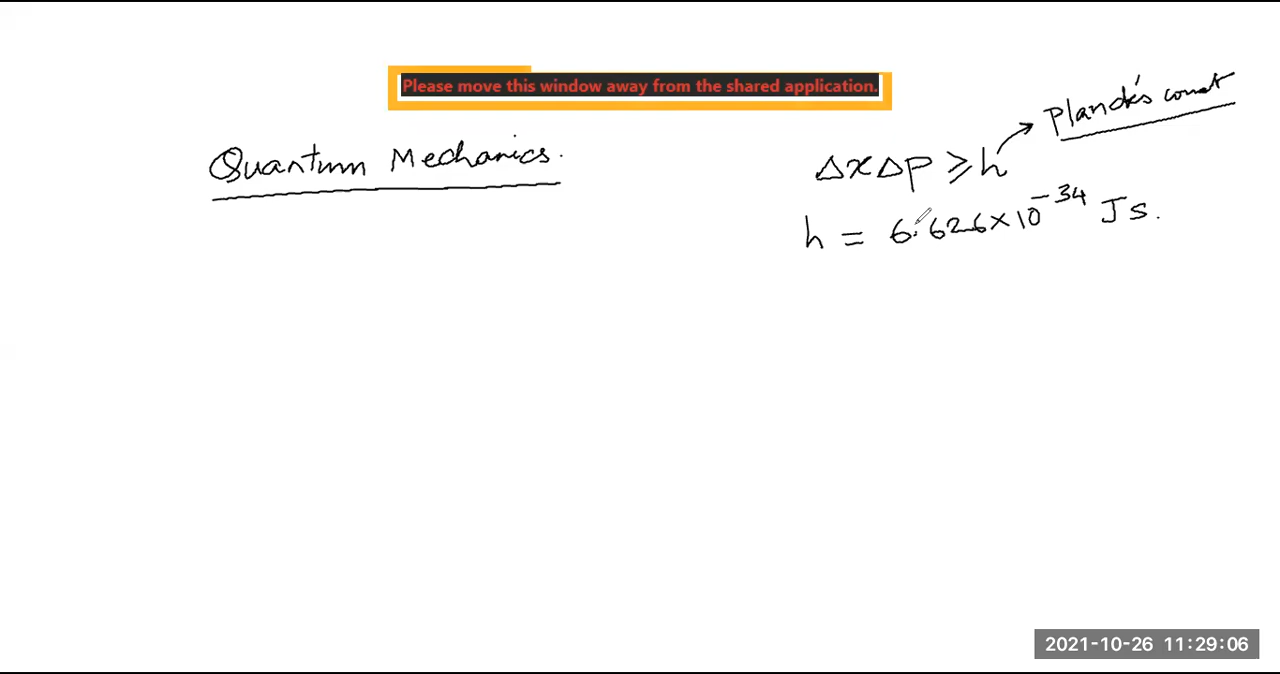 Please move this window away from the shared application.
Planck's const
Quantum Mechanics.
ΔxΔp ⩾ h
h = 6.626×10⁻³⁴ Js.
2021-10-26 11:29:06